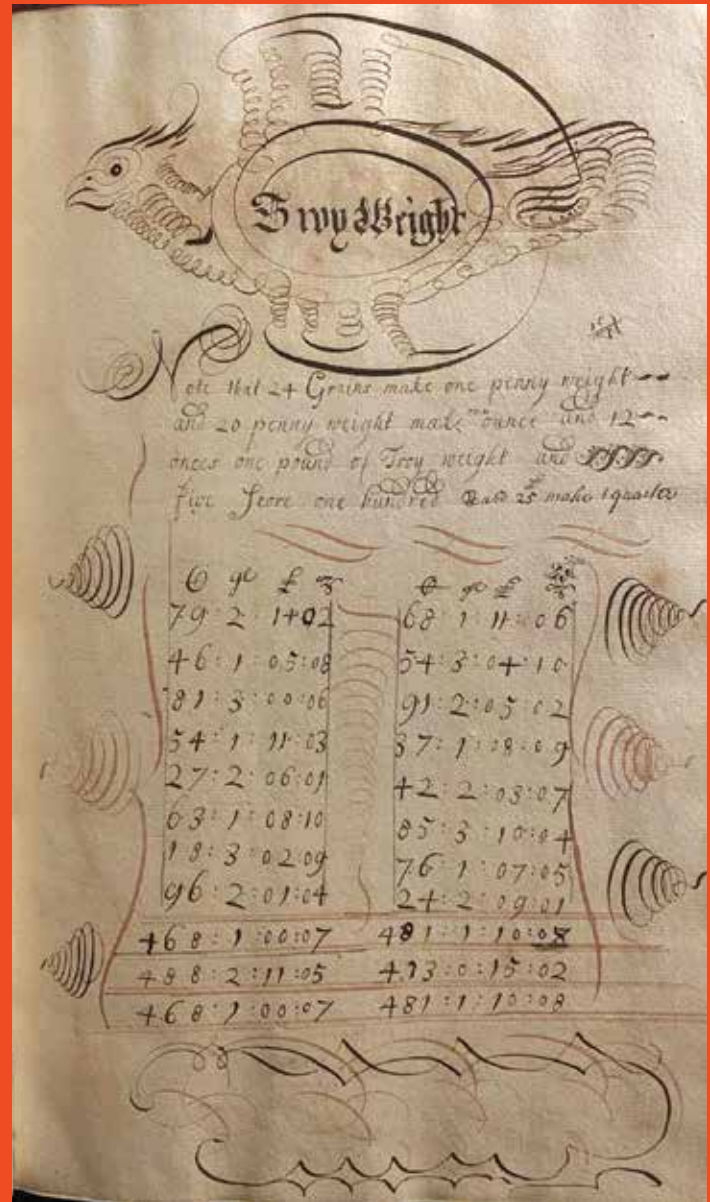 Troy Weight
Note that 24 Grains make one penny weight
and 20 penny weight make ounce and 12
onces one pound of Troy weight and
five Score one hundred and 25 make 1 quarter
79:2:14:02 68:1:11:06
46:1:05:08 54:3:04:10
81:3:00:06 91:2:05:02
54:1:11:03 37:1:08:09
27:2:06:01 42:2:03:07
63:1:08:10 85:3:10:04
18:3:02:09 76:1:07:05
96:2:01:04 24:2:09:01
468:1:00:07 481:1:10:08
488:2:11:05 413:0:15:02
468:1:00:07 481:1:10:08